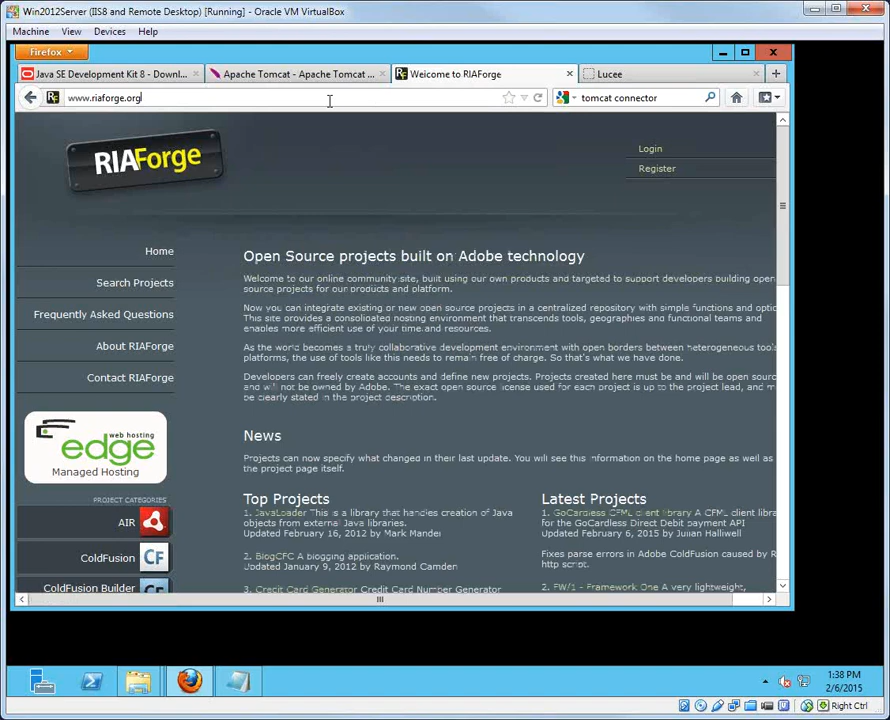 Win2012Server (IIS8 and Remote Desktop) [Running] - Oracle VM VirtualBox
Machine View Devices Help
Firefox
Java SE Development Kit 8 - Downl... Apache Tomcat - Apache Tomcat ... Welcome to RIAForge Lucee
www.riaforge.org tomcat connector
RIAForge
Login
Register
Home
Search Projects
Frequently Asked Questions
About RIAForge
Contact RIAForge
Open Source projects built on Adobe technology
Welcome to our online community site, built using our own products and targeted to support developers building open
source projects for our products and platform.
Now you can integrate existing or new open source projects in a centralized repository with simple functions and optio
This site provides a consolidated hosting environment that transcends tools, geographies and functional teams and
enables more efficient use of your time and resources.
As the world becomes a truly collaborative development environment with open borders between heterogeneous tools
platforms, the use of tools like this needs to remain free of charge. So that's what we have done.
Developers can freely create accounts and define new projects. Projects created here must be and will be open sour
and will not be owned by Adobe. The exact open source license used for each project is up to the project lead, and m
be clearly stated in the project description.
News
Projects can now specify what changed in their last update. You will see this information on the home page as well as
the project page itself.
web hosting
edge
Managed Hosting
PROJECT CATEGORIES
AIR
ColdFusion CF
ColdFusion Builder CF
Top Projects
1. JavaLoader This is a library that handles creation of Java
objects from external Java libraries.
Updated February 16, 2012 by Mark Mander
2. BlogCFC A blogging application.
Updated January 9, 2012 by Raymond Camden
3. Credit Card Generator Credit Card Number Generator
Latest Projects
1. GoCardless CFML client library A CFML client libra
for the GoCardless Direct Debit payment API
Updated February 6, 2015 by Julian Halliwell
Fixes parse errors in Adobe ColdFusion caused by R
http script.
2. FW/1 - Framework One A very lightweight,
1:38 PM
2/6/2015
Right Ctrl